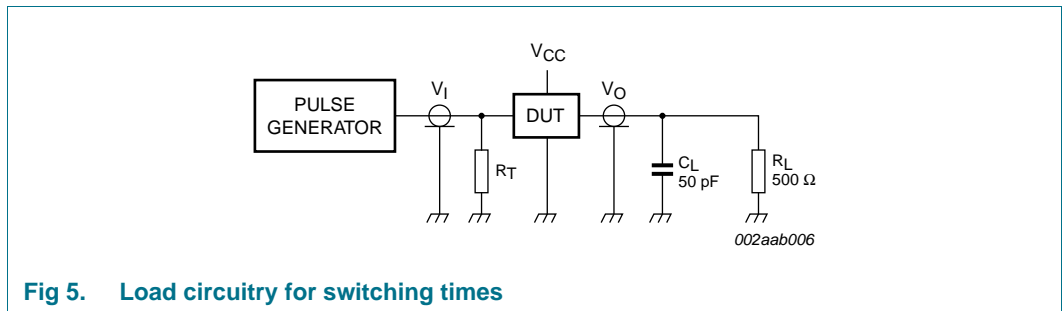 VCC
VI
VO
PULSE
GENERATOR
DUT
RT
CL
50 pF
RL
500 Ω
002aab006
Fig 5. Load circuitry for switching times